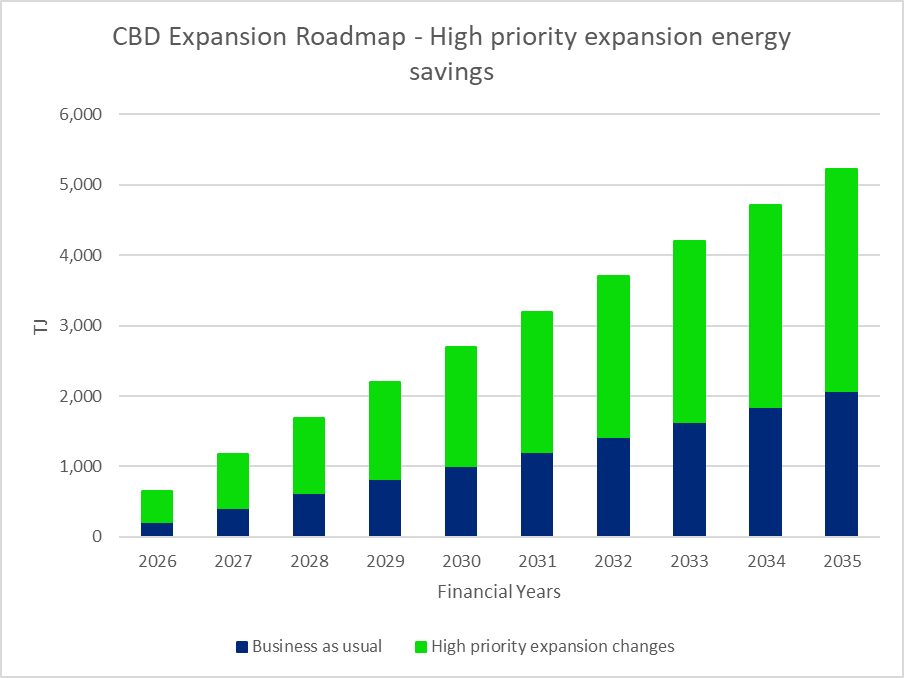 CBD Expansion Roadmap - High priority expansion energy
savings
6,000
5,000
4,000
3,000
2,000
1,000
0
TJ
2026 2027 2028 2029 2030 2031 2032 2033 2034 2035
Financial Years
Business as usual High priority expansion changes